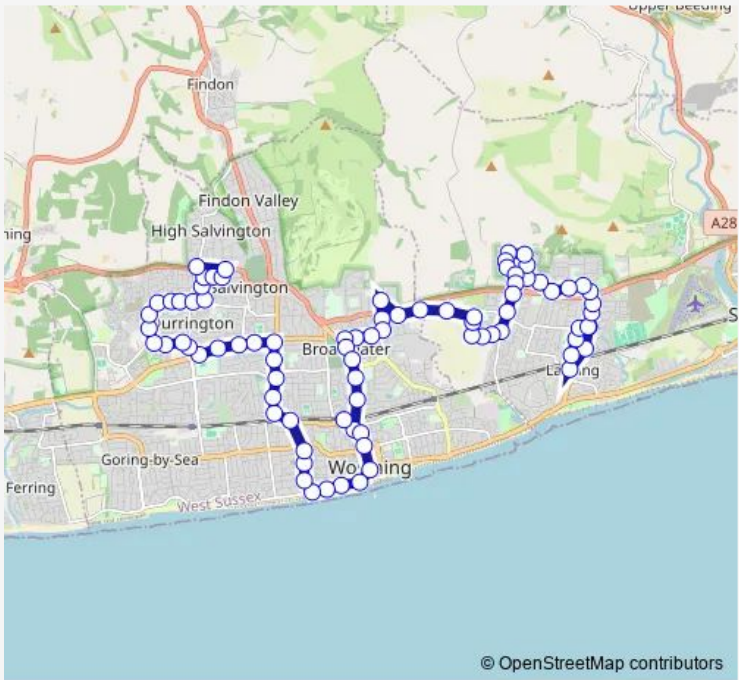 Upper Beeding
Findon
Findon Valley
High Salvington
A28
Salvington
Durrington
Broadwater
Lancing
Goring-by-Sea
Worthing
Ferring
West Sussex
© OpenStreetMap contributors